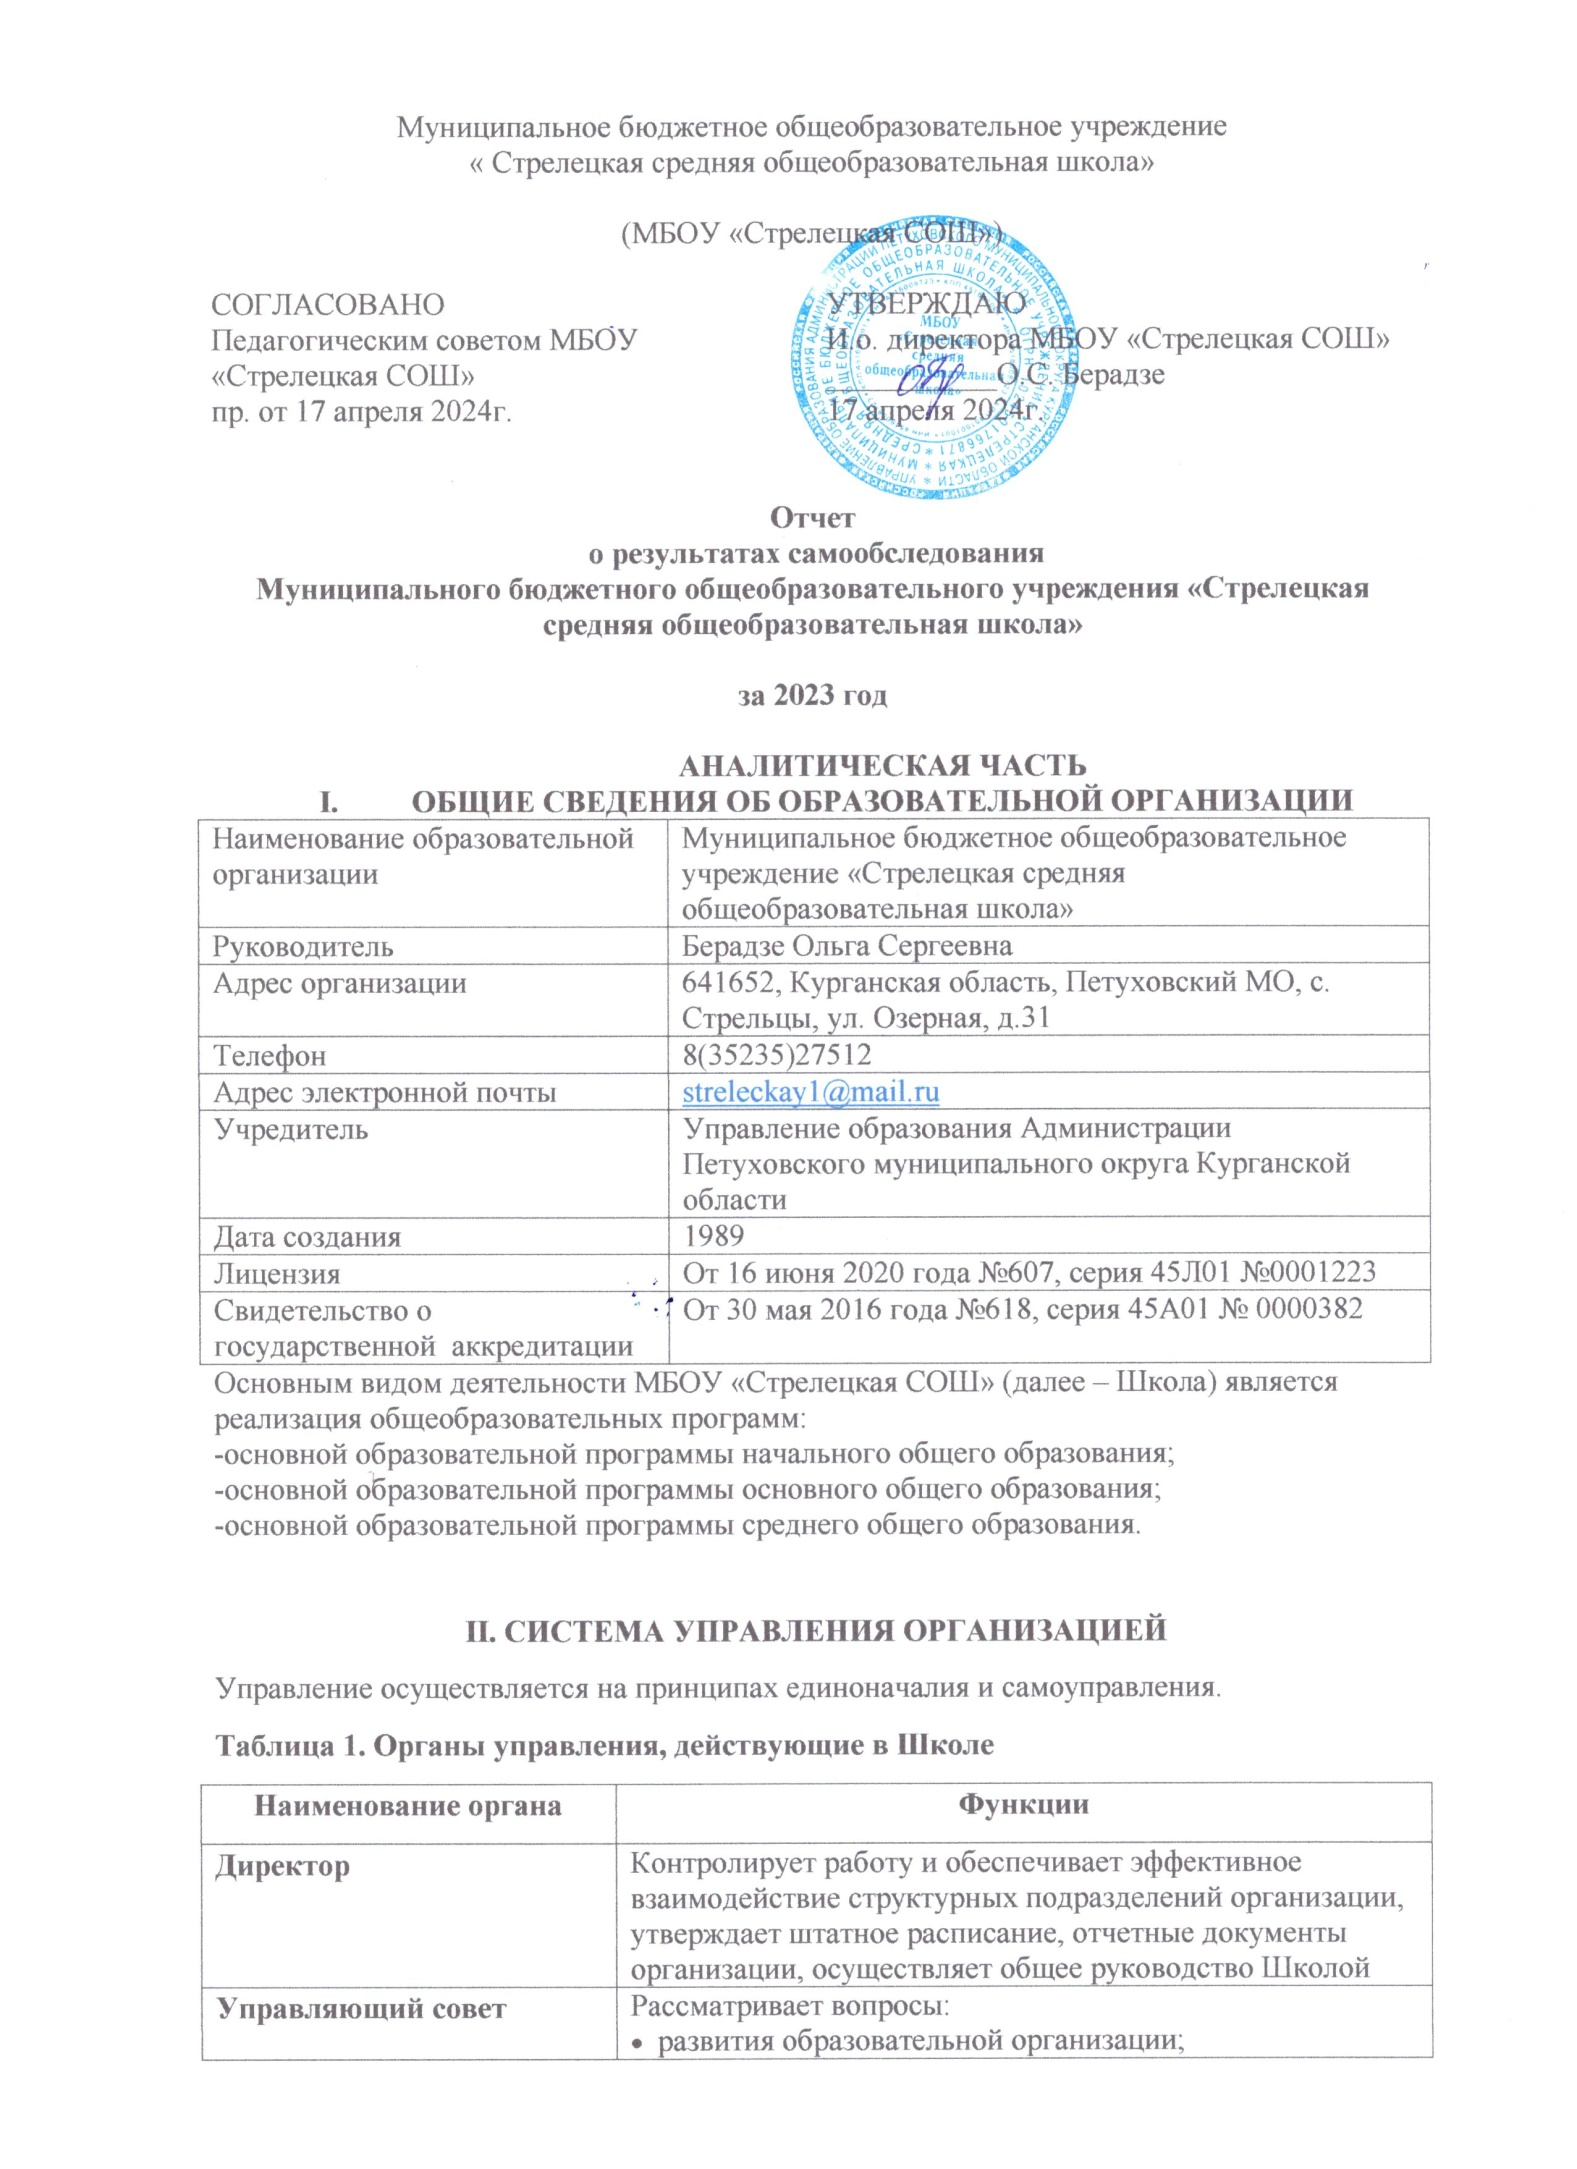 Муниципальное бюджетное общеобразовательное учреждение
« Стрелецкая средняя общеобразовательная школа»
(МБОУ «Стрелецкая СОШ»)
СОГЛАСОВАНО
Педагогическим советом МБОУ
«Стрелецкая СОШ»
пр. от 17 апреля 2024г.
УТВЕРЖДАЮ
И.о. директора МБОУ «Стрелецкая СОШ»
О.С. Берадзе
17 апреля 2024г.
МБОУ
«Стрелецкая
средняя
общеобразовательная
школа»
Отчет
о результатах самообследования
Муниципального бюджетного общеобразовательного учреждения «Стрелецкая
средняя общеобразовательная школа»
за 2023 год
АНАЛИТИЧЕСКАЯ ЧАСТЬ
I. ОБЩИЕ СВЕДЕНИЯ ОБ ОБРАЗОВАТЕЛЬНОЙ ОРГАНИЗАЦИИ
Наименование образовательной
организации
Муниципальное бюджетное общеобразовательное
учреждение «Стрелецкая средняя
общеобразовательная школа»
Руководитель
Берадзе Ольга Сергеевна
Адрес организации
641652, Курганская область, Петуховский МО, с.
Стрельцы, ул. Озерная, д.31
Телефон
8(35235)27512
Адрес электронной почты
streleckay1@mail.ru
Учредитель
Управление образования Администрации
Петуховского муниципального округа Курганской
области
Дата создания
1989
Лицензия
От 16 июня 2020 года №607, серия 45Л01 №0001223
Свидетельство о
государственной  аккредитации
От 30 мая 2016 года №618, серия 45А01 № 0000382
Основным видом деятельности МБОУ «Стрелецкая СОШ» (далее – Школа) является
реализация общеобразовательных программ:
-основной образовательной программы начального общего образования;
-основной образовательной программы основного общего образования;
-основной образовательной программы среднего общего образования.
II. СИСТЕМА УПРАВЛЕНИЯ ОРГАНИЗАЦИЕЙ
Управление осуществляется на принципах единоначалия и самоуправления.
Таблица 1. Органы управления, действующие в Школе
Наименование органа
Функции
Директор
Контролирует работу и обеспечивает эффективное
взаимодействие структурных подразделений организации,
утверждает штатное расписание, отчетные документы
организации, осуществляет общее руководство Школой
Управляющий совет
Рассматривает вопросы:
• развития образовательной организации;